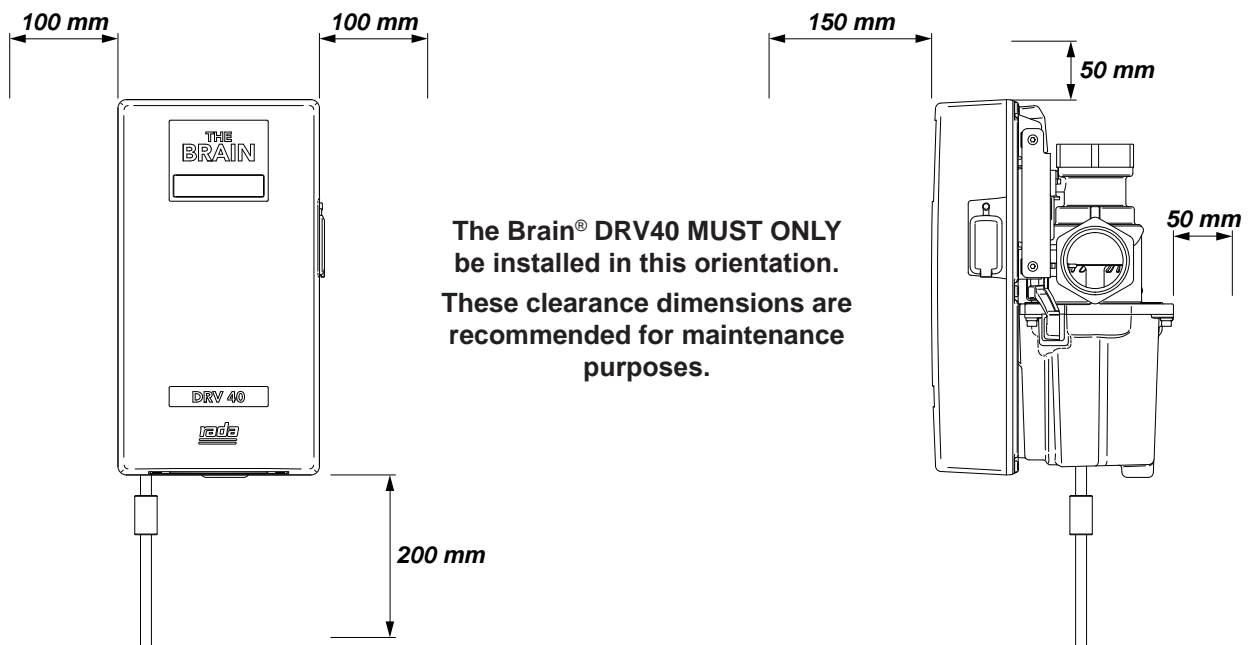 100 mm
100 mm
150 mm
50 mm
THE
BRAIN
50 mm
The Brain® DRV40 MUST ONLY
be installed in this orientation.
These clearance dimensions are
recommended for maintenance
purposes.
DRV 40
rada
200 mm